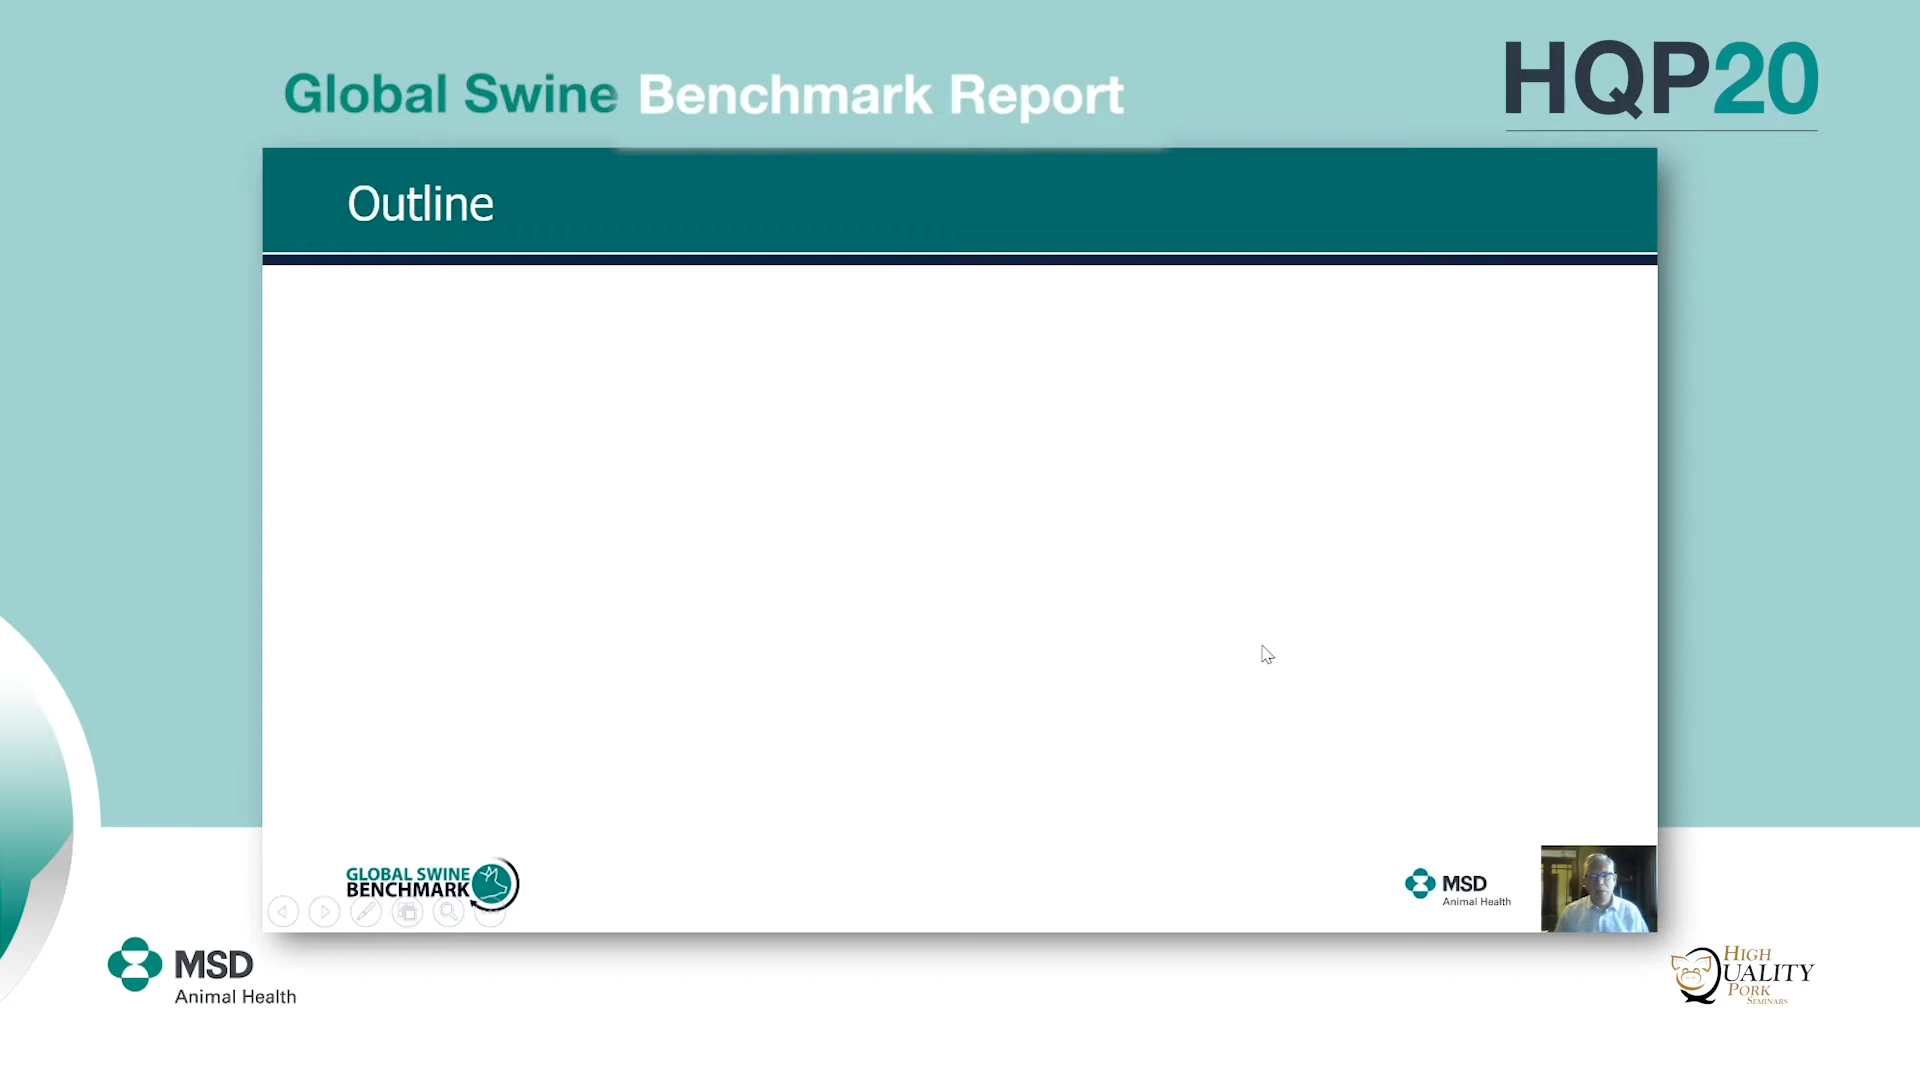 Global Swine Benchmark Report
HQP20
Outline
GLOBAL SWINE
BENCHMARK
MSD
Animal Health
MSD
Animal Health
HIGH
QUALITY
PORK
SEMINARS